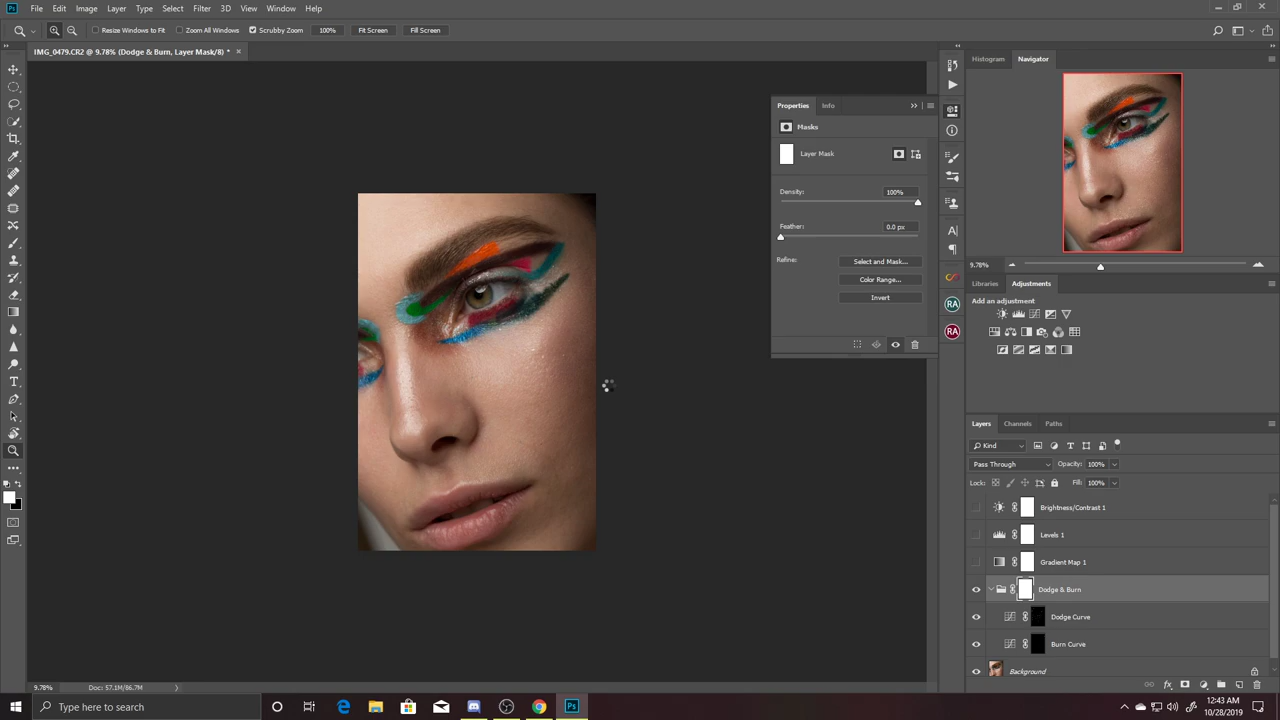 Ps File Edit Image Layer Type Select Filter 3D View Window Help
Resize Windows to Fit Zoom All Windows Scrubby Zoom 100% Fit Screen Fill Screen
IMG_0479.CR2 @ 9.78% (Dodge & Burn, Layer Mask/8) *
Histogram Navigator
Properties Info
Masks
Layer Mask
Density: 100%
Feather: 0.0 px
Refine: Select and Mask...
Color Range...
Invert
9.78%
Libraries Adjustments
Add an adjustment
RA
RA
Layers Channels Paths
Kind
Pass Through Opacity: 100%
Lock: Fill: 100%
Brightness/Contrast 1
Levels 1
Gradient Map 1
Dodge & Burn
Dodge Curve
Burn Curve
Background
9.78% Doc: 57.1M/86.7M
Type here to search
Ps
12:43 AM
10/28/2019